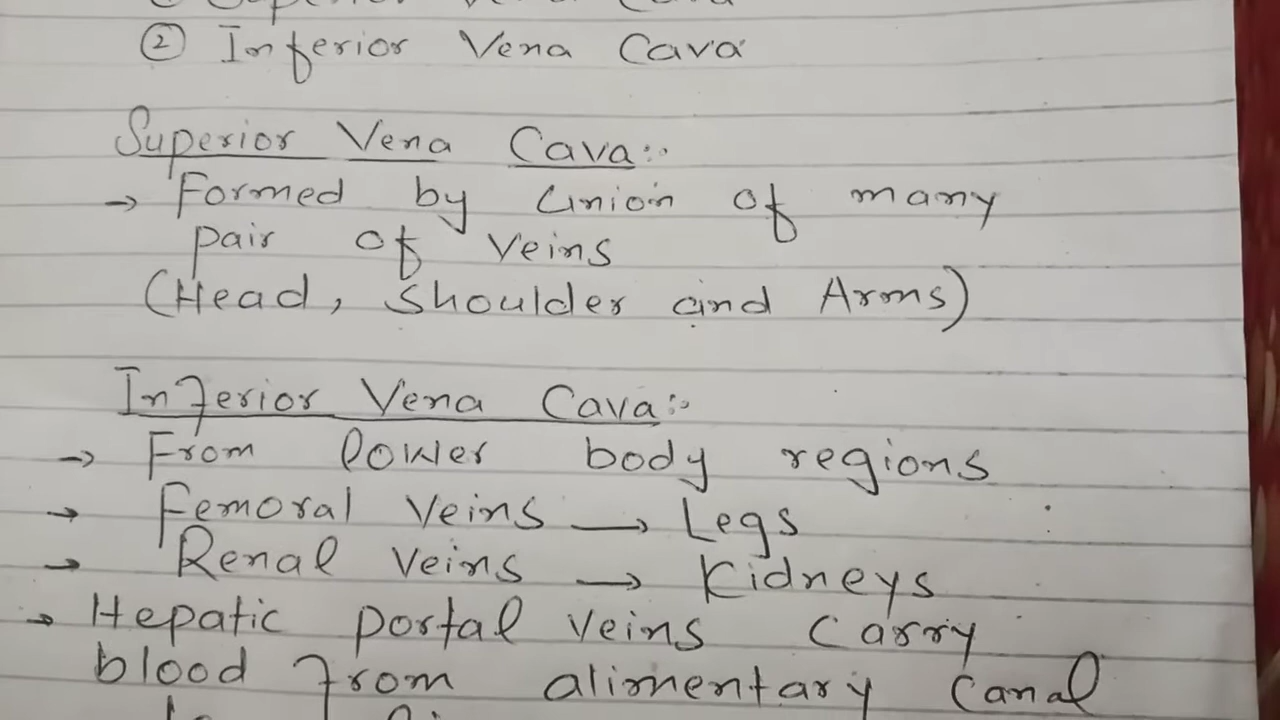 ② Inferior Vena Cava
Superior Vena Cava:-
→ Formed by Union of many
pair of veins
(Head, shoulder and Arms)
Inferior Vena Cava:-
→ From lower body regions
→ Femoral veins → Legs
→ Renal veins → Kidneys
→ Hepatic portal veins carry
blood from alimentary canal